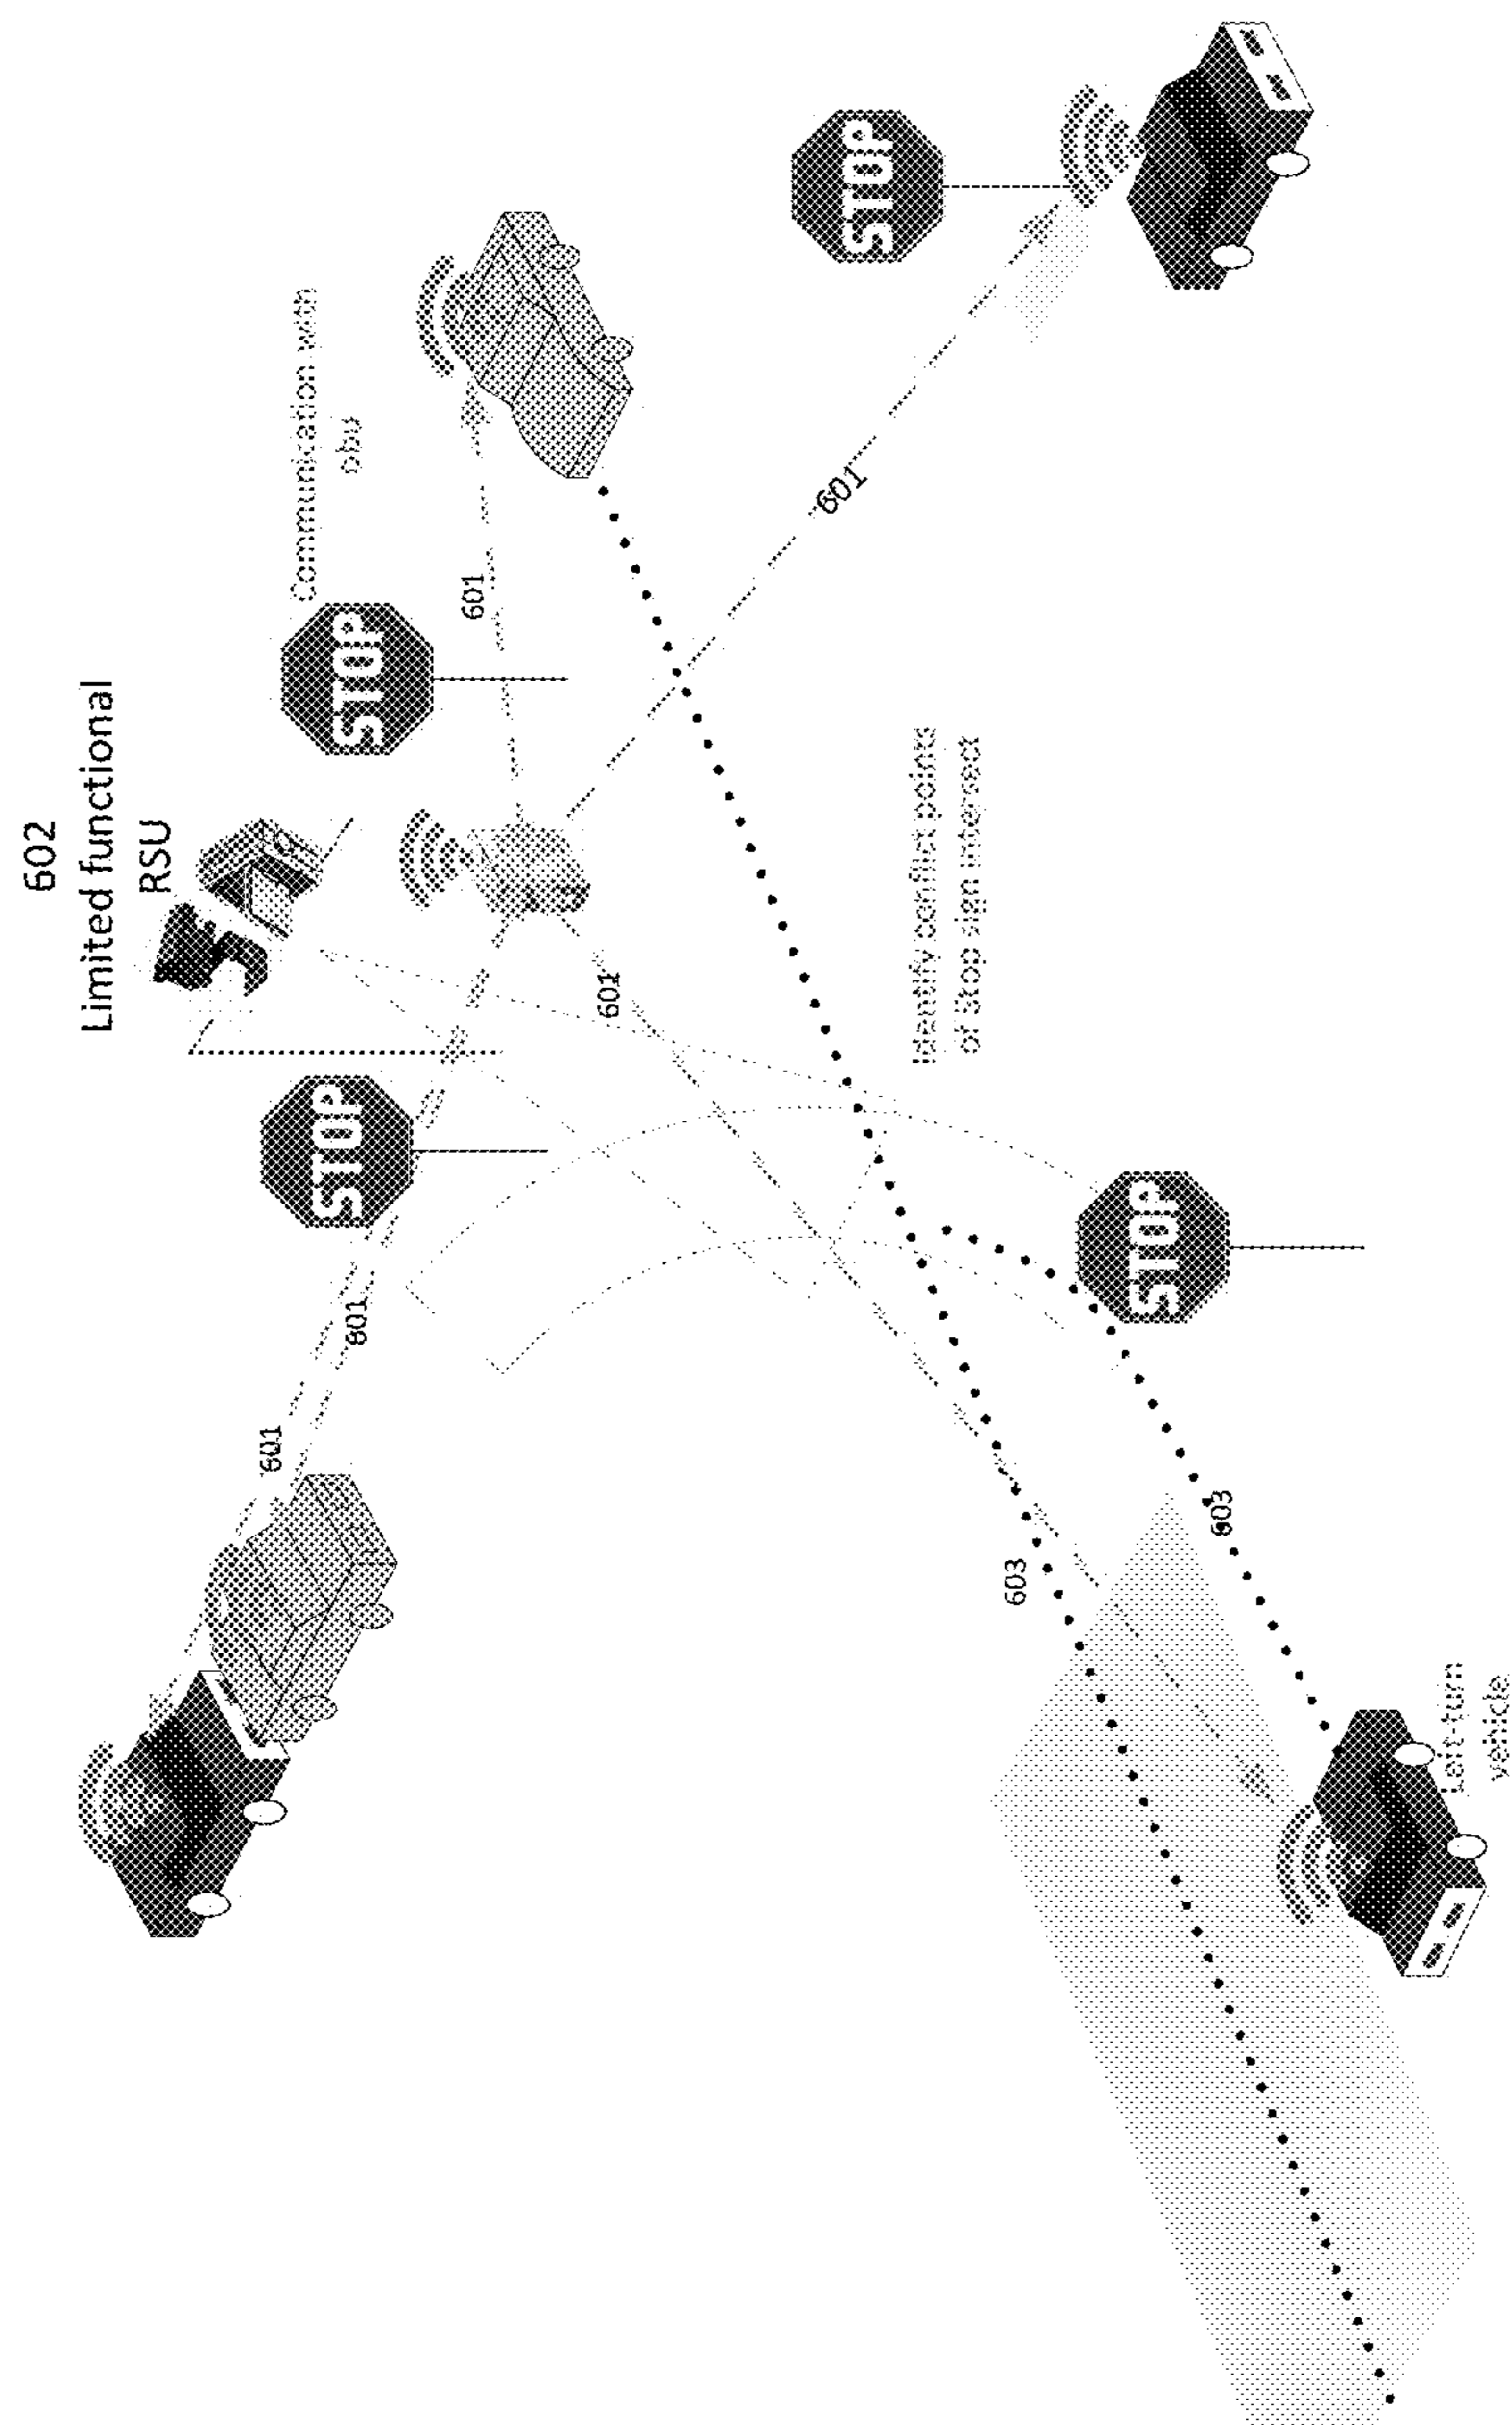 602
Limited functional
RSU
601
Communication with
obu
STOP
STOP
601
601
601
601
STOP
Identify conflict points
of Stop sign intersect
603
STOP
603
Left-turn
vehicle